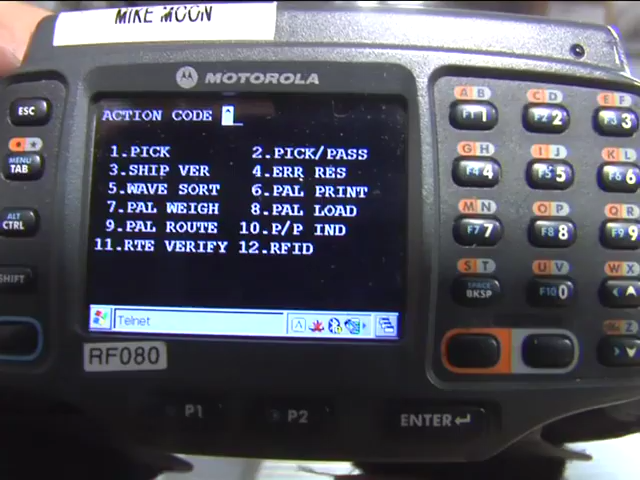 MIKE MOON
MOTOROLA
ACTION CODE ^_
1.PICK 2.PICK/PASS
3.SHIP VER 4.ERR RES
5.WAVE SORT 6.PAL PRINT
7.PAL WEIGH 8.PAL LOAD
9.PAL ROUTE 10.P/P IND
11.RTE VERIFY 12.RFID
Telnet
RF080
ESC
MENU
TAB
ALT
CTRL
SHIFT
A B C D E F
F1 1 F2 2 F3 3
G H I J K L
F4 4 F5 5 F6 6
M N O P Q R
F7 7 F8 8 F9 9
S T U V W X
SPACE
BKSP F10 0
Z
P1 P2 ENTER